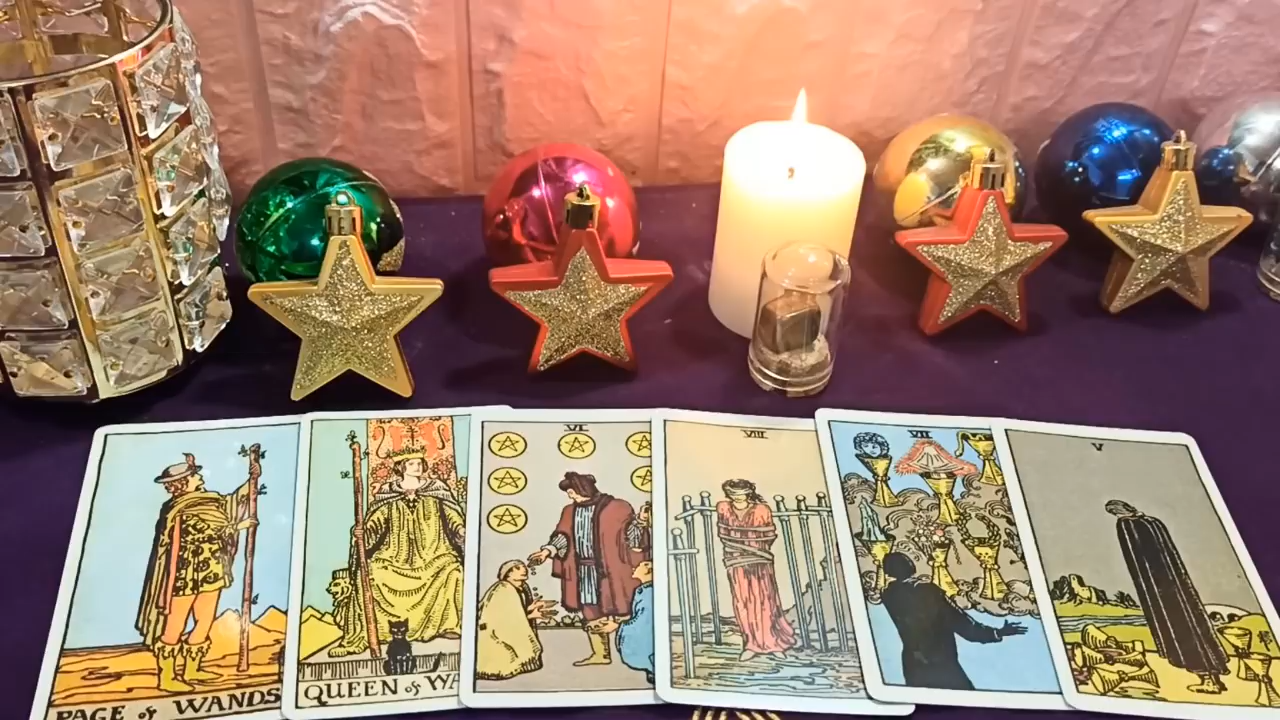 PAGE of WANDS
QUEEN of WA
VI
VIII
VII
V